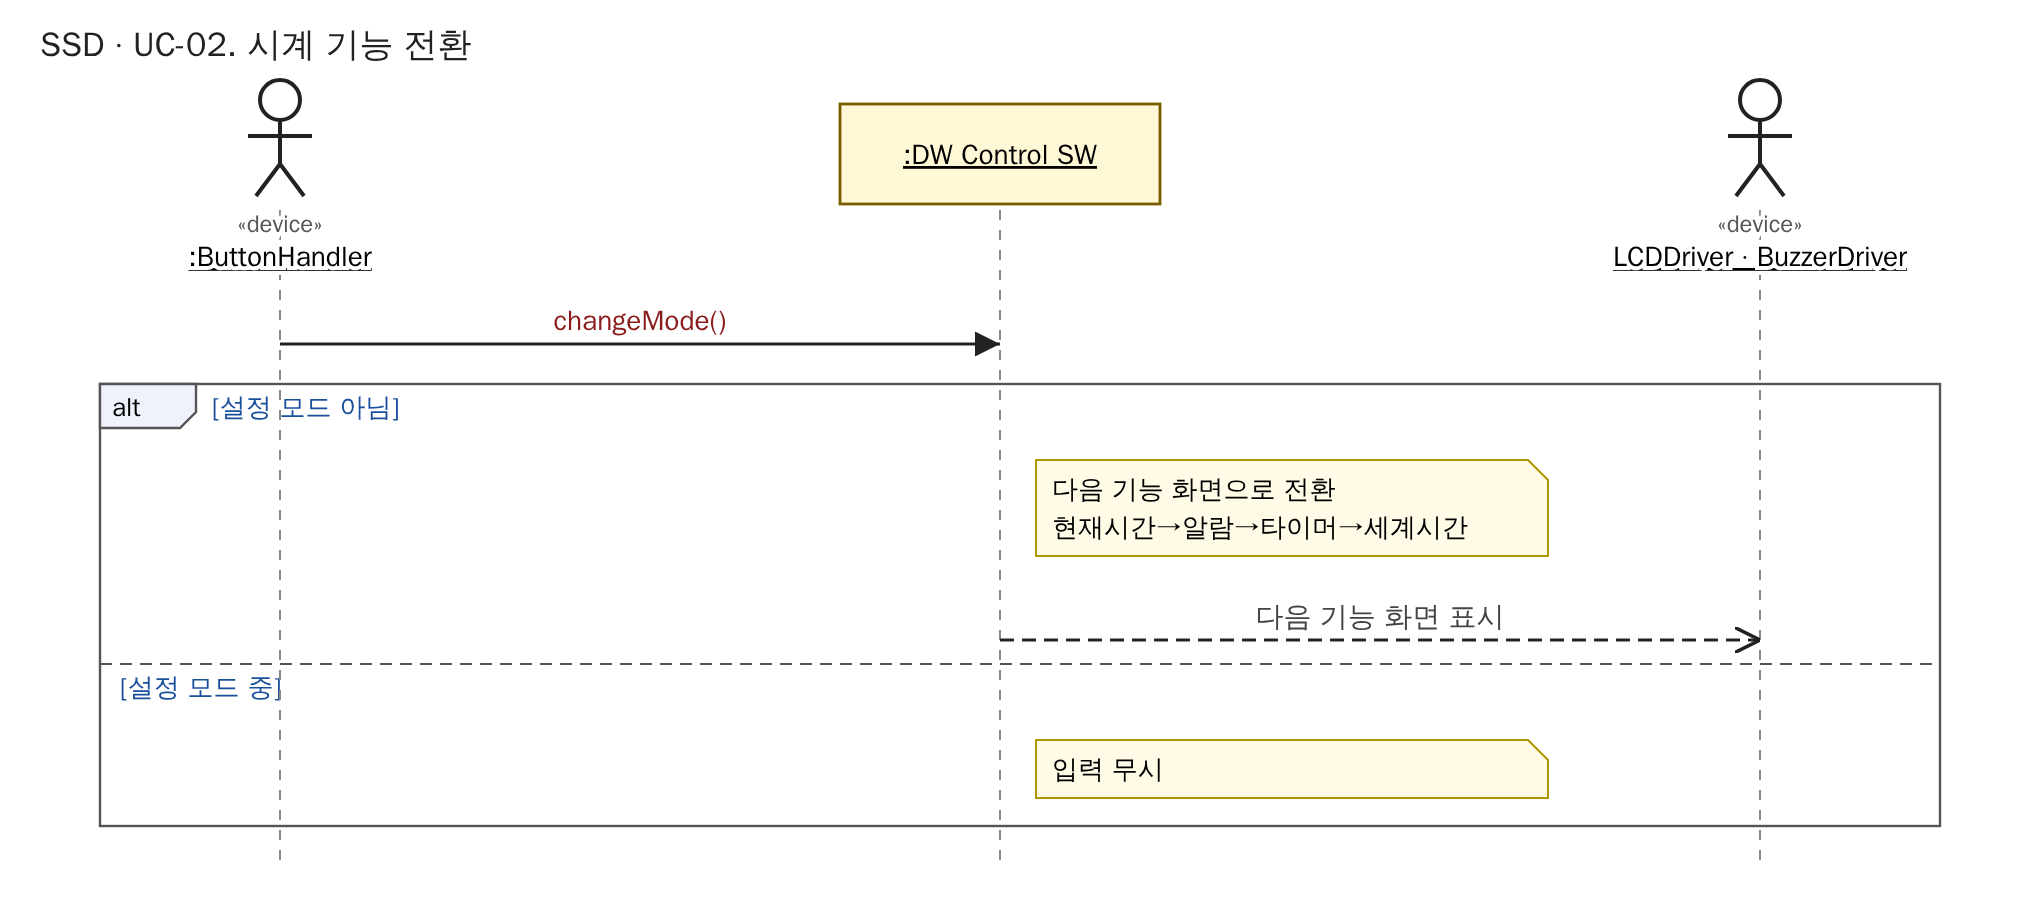 SSD · UC-02. 시계 기능 전환
:DW Control SW
«device»
:ButtonHandler
«device»
LCDDriver · BuzzerDriver
changeMode()
alt
[설정 모드 아님]
다음 기능 화면으로 전환
현재시간→알람→타이머→세계시간
다음 기능 화면 표시
[설정 모드 중]
입력 무시